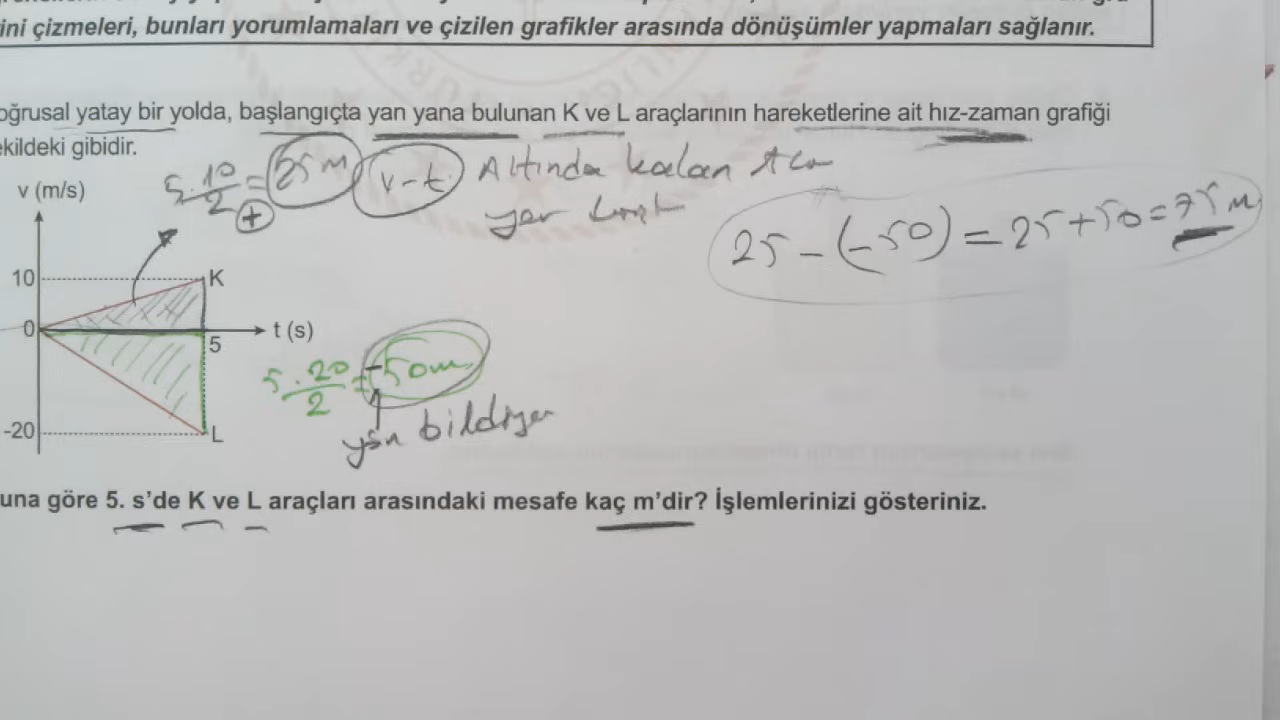 ini çizmeleri, bunları yorumlamaları ve çizilen grafikler arasında dönüşümler yapmaları sağlanır.
oğrusal yatay bir yolda, başlangıçta yan yana bulunan K ve L araçlarının hareketlerine ait hız-zaman grafiği
ekildeki gibidir.
5.10/2 = 25 m
+
v-t Altında kalan
yer
25-(-50)=25+50=75m
v (m/s)
10 K
0 5 t (s)
-20 L
5.20/2 = -50m
yön bildiriyor
una göre 5. s'de K ve L araçları arasındaki mesafe kaç m'dir? İşlemlerinizi gösteriniz.